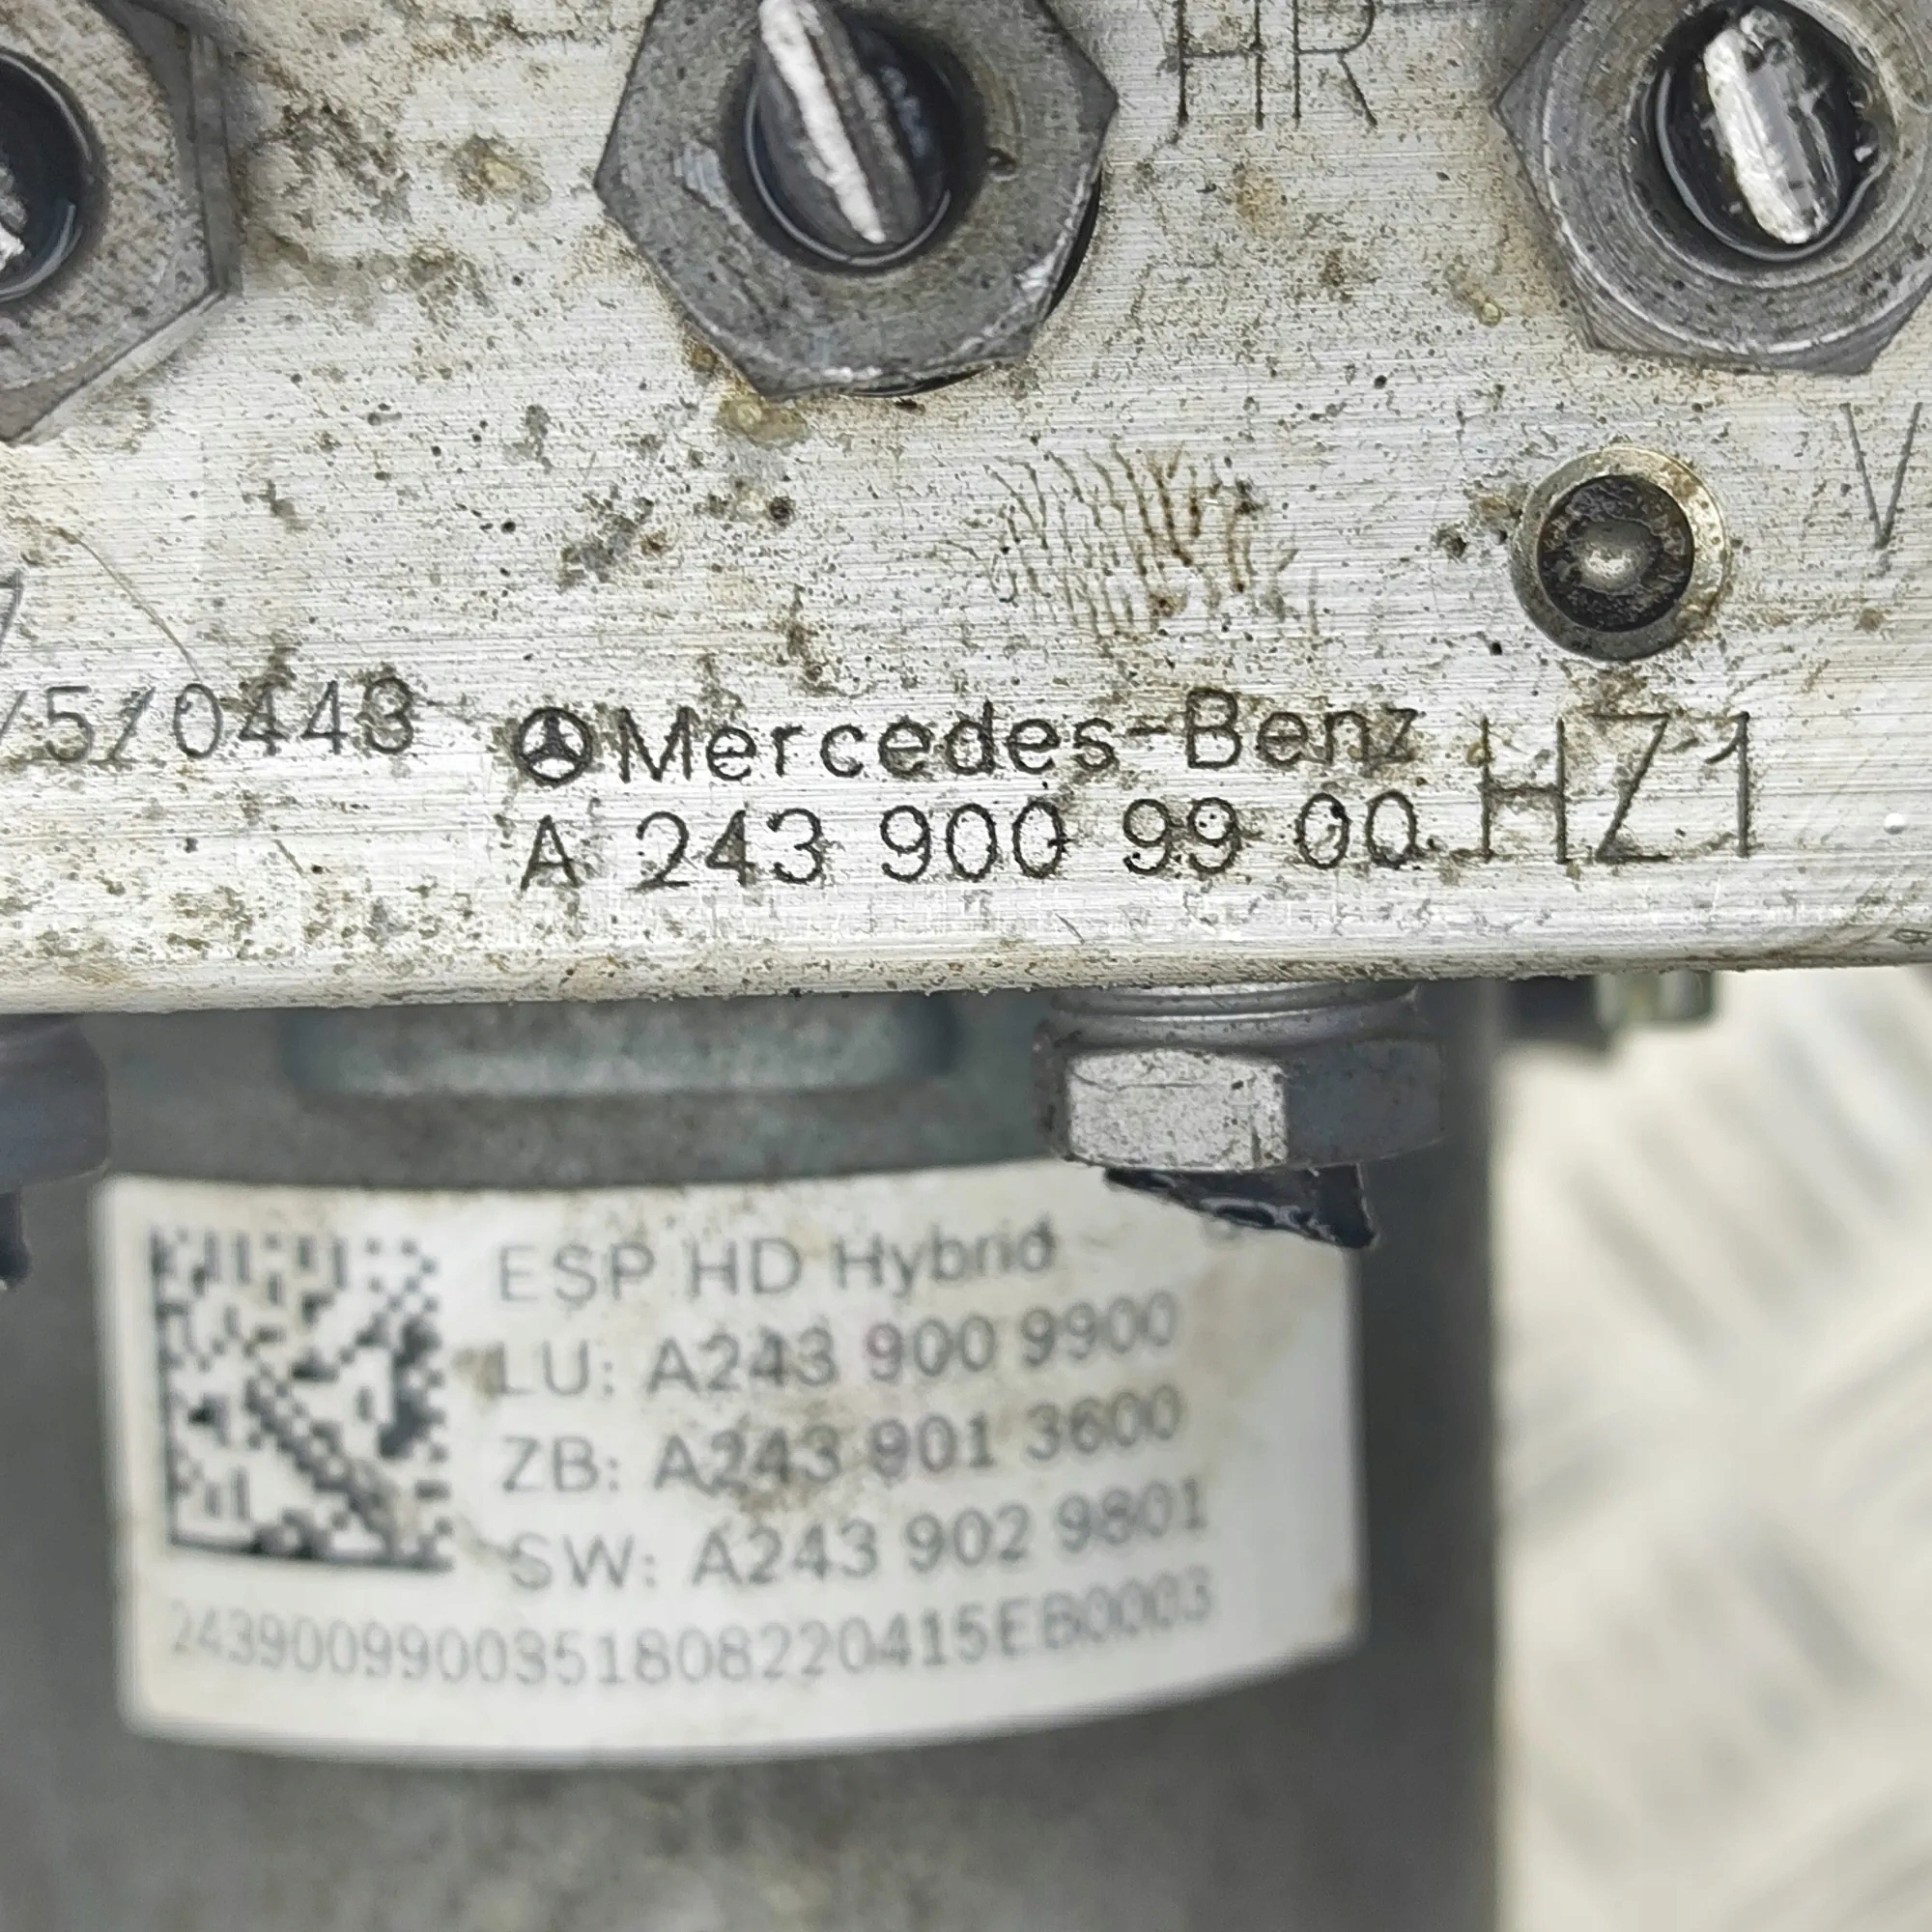 HR
V
/5/0443
Mercedes-Benz
A 243 900 99 00
HZ1
ESP HD Hybrid
LU: A243 900 9900
ZB: A243 901 3600
SW: A243 902 9801
2439009900351808220415EB0003